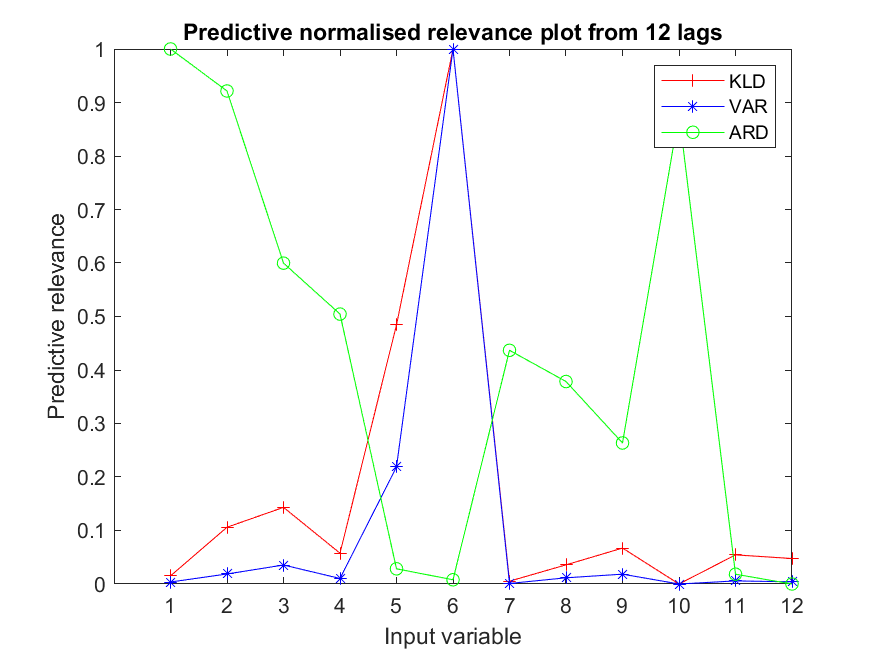 Predictive normalised relevance plot from 12 lags
1
0.9
0.8
0.7
0.6
0.5
0.4
0.3
0.2
0.1
0
Predictive relevance
KLD
VAR
ARD
1 2 3 4 5 6 7 8 9 10 11 12
Input variable